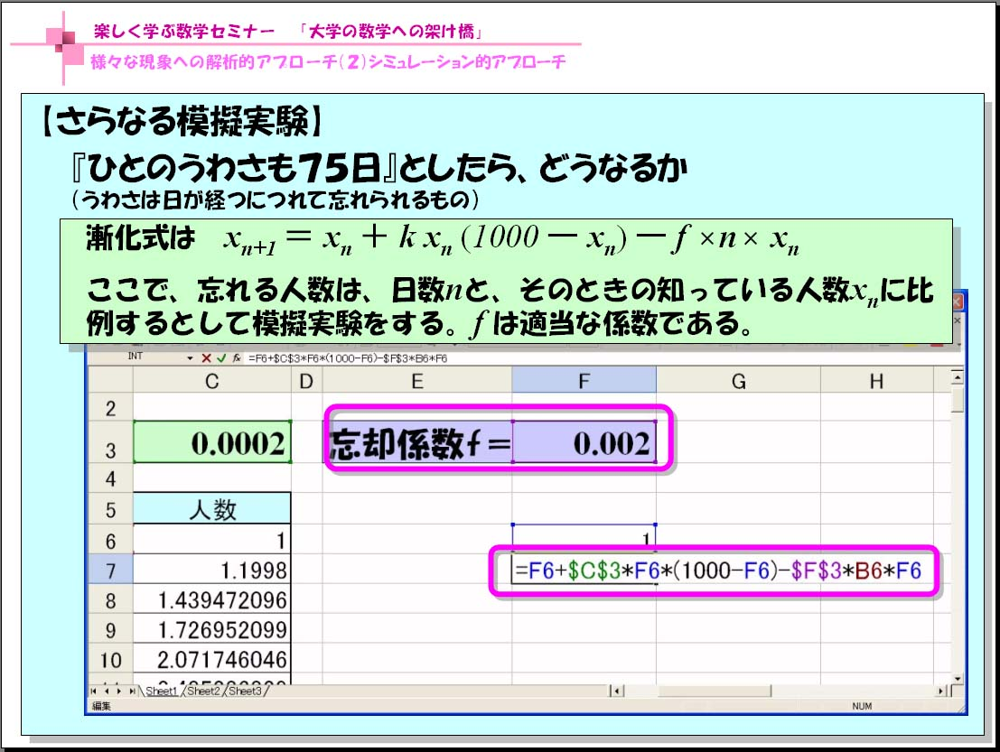 楽しく学ぶ数学セミナー 「大学の数学への架け橋」
様々な現象への解析的アプローチ(2)シミュレーション的アプローチ
【さらなる模擬実験】
『ひとのうわさも75日』としたら、どうなるか
(うわさは日が経つにつれて忘れられるもの)
漸化式は xn+1 = xn + k xn (1000 − xn) − f ×n× xn
ここで、忘れる人数は、日数nと、そのときの知っている人数xnに比
例するとして模擬実験をする。f は適当な係数である。
INT =F6+$C$3*F6*(1000-F6)-$F$3*B6*F6
C D E F G H
2
3 0.0002 忘却係数f= 0.002
4
5 人数
6 1 1
7 1.1998 =F6+$C$3*F6*(1000-F6)-$F$3*B6*F6
8 1.439472096
9 1.726952099
10 2.071746046
Sheet1 Sheet2 Sheet3
編集 NUM